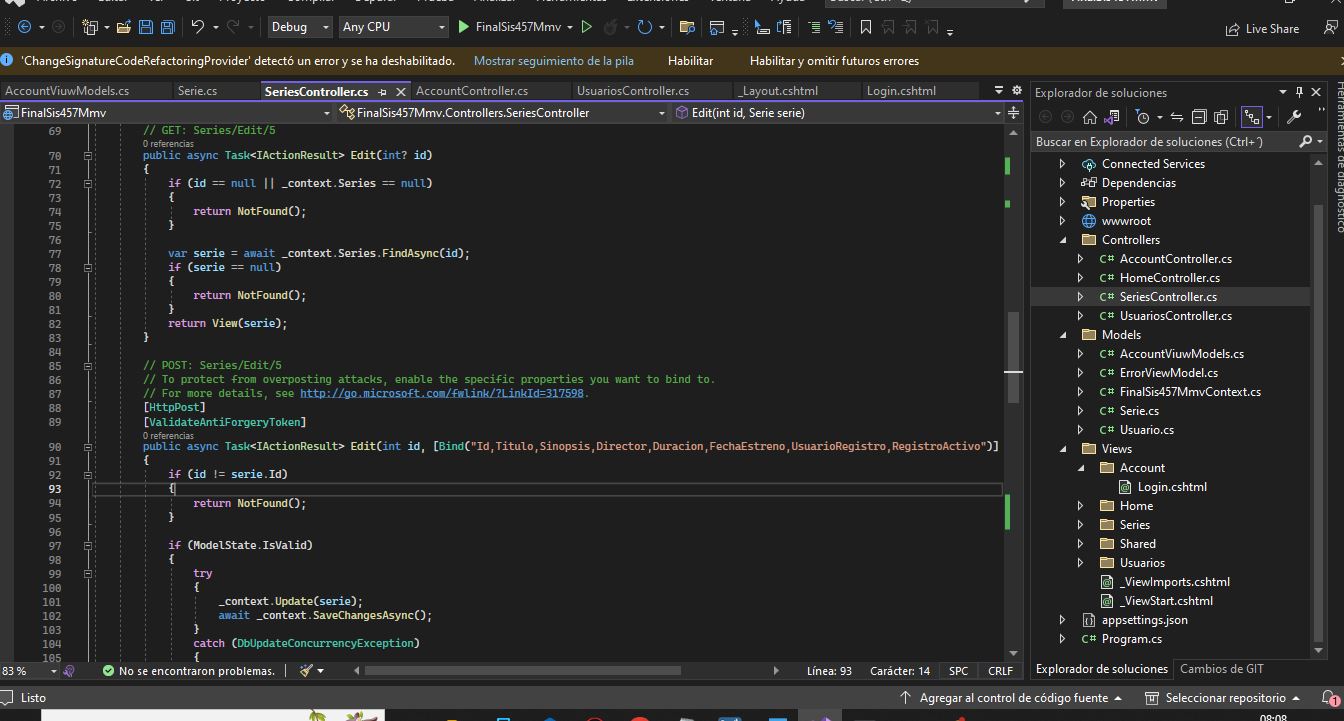 Debug Any CPU FinalSis457Mmv Live Share
'ChangeSignatureCodeRefactoringProvider' detectó un error y se ha deshabilitado. Mostrar seguimiento de la pila Habilitar Habilitar y omitir futuros errores
AccountViuwModels.cs Serie.cs SeriesController.cs AccountController.cs UsuariosController.cs _Layout.cshtml Login.cshtml
FinalSis457Mmv FinalSis457Mmv.Controllers.SeriesController Edit(int id, Serie serie)
69 // GET: Series/Edit/5
0 referencias
70 public async Task<IActionResult> Edit(int? id)
71 {
72 if (id == null || _context.Series == null)
73 {
74 return NotFound();
75 }
76
77 var serie = await _context.Series.FindAsync(id);
78 if (serie == null)
79 {
80 return NotFound();
81 }
82 return View(serie);
83 }
84
85 // POST: Series/Edit/5
86 // To protect from overposting attacks, enable the specific properties you want to bind to.
87 // For more details, see http://go.microsoft.com/fwlink/?LinkId=317598.
88 [HttpPost]
89 [ValidateAntiForgeryToken]
0 referencias
90 public async Task<IActionResult> Edit(int id, [Bind("Id,Titulo,Sinopsis,Director,Duracion,FechaEstreno,UsuarioRegistro,RegistroActivo")]
91 {
92 if (id != serie.Id)
93 {
94 return NotFound();
95 }
96
97 if (ModelState.IsValid)
98 {
99 try
100 {
101 _context.Update(serie);
102 await _context.SaveChangesAsync();
103 }
104 catch (DbUpdateConcurrencyException)
105 {
83 % No se encontraron problemas. Línea: 93 Carácter: 14 SPC CRLF
Explorador de soluciones
Buscar en Explorador de soluciones (Ctrl+´)
Connected Services
Dependencias
Properties
wwwroot
Controllers
C# AccountController.cs
C# HomeController.cs
C# SeriesController.cs
C# UsuariosController.cs
Models
C# AccountViuwModels.cs
C# ErrorViewModel.cs
C# FinalSis457MmvContext.cs
C# Serie.cs
C# Usuario.cs
Views
Account
Login.cshtml
Home
Series
Shared
Usuarios
_ViewImports.cshtml
_ViewStart.cshtml
appsettings.json
C# Program.cs
Explorador de soluciones Cambios de GIT
Herramientas de diagnóstico
Listo Agregar al control de código fuente Seleccionar repositorio 1
08:08